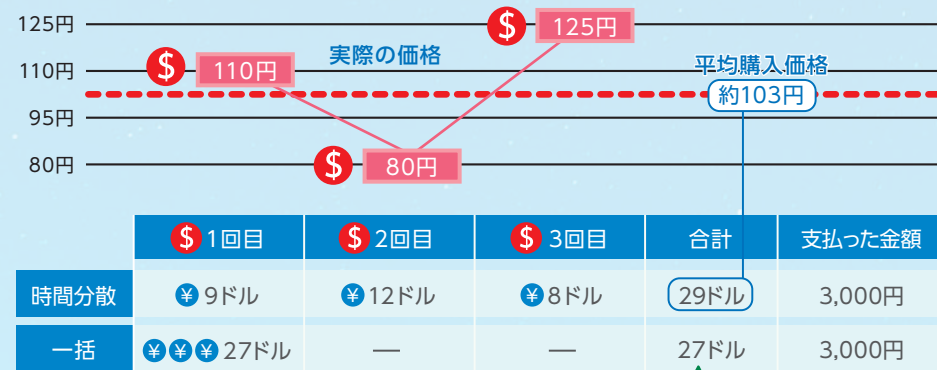 125円
$ 125円
実際の価格
110円
$ 110円
平均購入価格
約103円
95円
80円
$ 80円
$ 1回目 $ 2回目 $ 3回目 合計 支払った金額
時間分散 ¥ 9ドル ¥ 12ドル ¥ 8ドル 29ドル 3,000円
一括 ¥ ¥ ¥ 27ドル — — 27ドル 3,000円